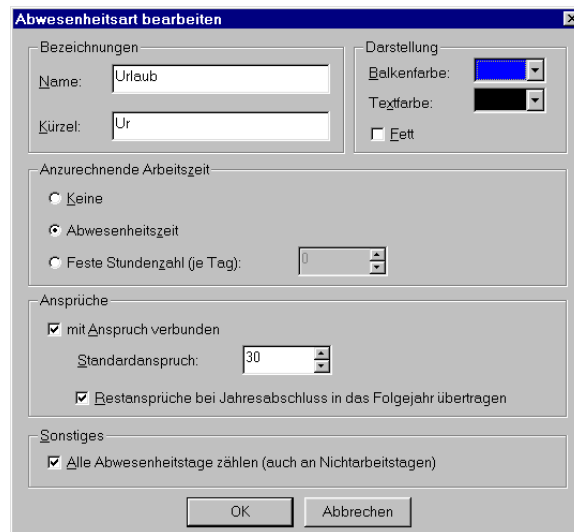 Abwesenheitsart bearbeiten
Bezeichnungen
Name: Urlaub
Kürzel: Ur
Darstellung
Balkenfarbe:
Textfarbe:
Fett
Anzurechnende Arbeitszeit
Keine
Abwesenheitszeit
Feste Stundenzahl (je Tag): 0
Ansprüche
mit Anspruch verbunden
Standardanspruch: 30
Restansprüche bei Jahresabschluss in das Folgejahr übertragen
Sonstiges
Alle Abwesenheitstage zählen (auch an Nichtarbeitstagen)
OK Abbrechen